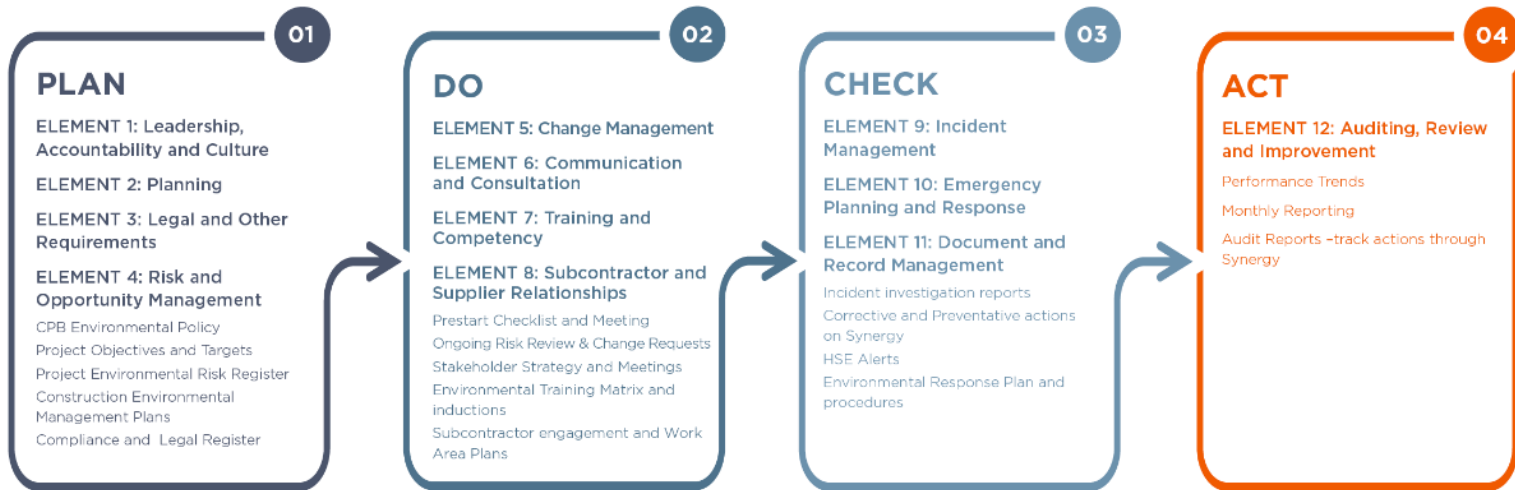 01
PLAN
ELEMENT 1: Leadership,
Accountability and Culture
ELEMENT 2: Planning
ELEMENT 3: Legal and Other
Requirements
ELEMENT 4: Risk and
Opportunity Management
CPB Environmental Policy
Project Objectives and Targets
Project Environmental Risk Register
Construction Environmental
Management Plans
Compliance and Legal Register
02
DO
ELEMENT 5: Change Management
ELEMENT 6: Communication
and Consultation
ELEMENT 7: Training and
Competency
ELEMENT 8: Subcontractor and
Supplier Relationships
Prestart Checklist and Meeting
Ongoing Risk Review & Change Requests
Stakeholder Strategy and Meetings
Environmental Training Matrix and
inductions
Subcontractor engagement and Work
Area Plans
03
CHECK
ELEMENT 9: Incident
Management
ELEMENT 10: Emergency
Planning and Response
ELEMENT 11: Document and
Record Management
Incident investigation reports
Corrective and Preventative actions
on Synergy
HSE Alerts
Environmental Response Plan and
procedures
04
ACT
ELEMENT 12: Auditing, Review
and Improvement
Performance Trends
Monthly Reporting
Audit Reports –track actions through
Synergy